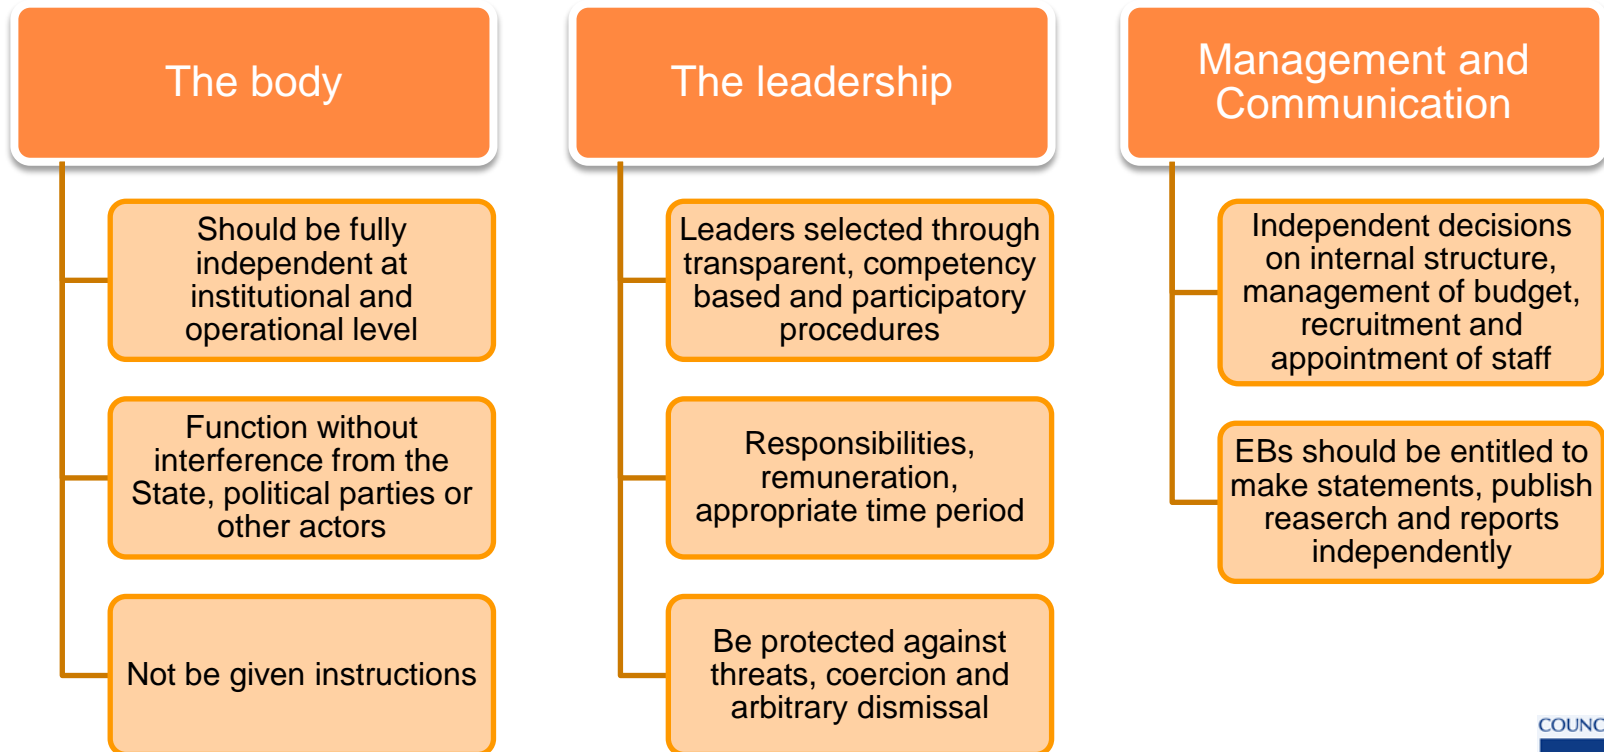 The body
Should be fully
independent at
institutional and
operational level
Function without
interference from the
State, political parties or
other actors
Not be given instructions
The leadership
Leaders selected through
transparent, competency
based and participatory
procedures
Responsibilities,
remuneration,
appropriate time period
Be protected against
threats, coercion and
arbitrary dismissal
Management and
Communication
Independent decisions
on internal structure,
management of budget,
recruitment and
appointment of staff
EBs should be entitled to
make statements, publish
reaserch and reports
independently